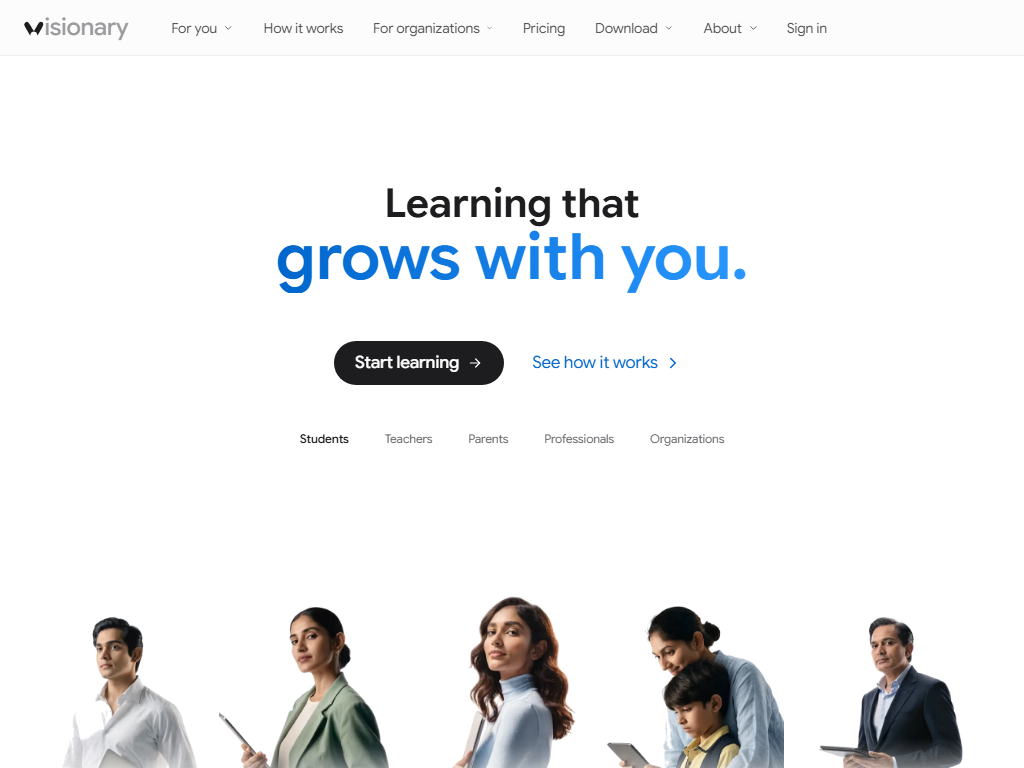 visionary
For you
How it works
For organizations
Pricing
Download
About
Sign in
Learning that
grows with you.
Start learning
See how it works
Students
Teachers
Parents
Professionals
Organizations